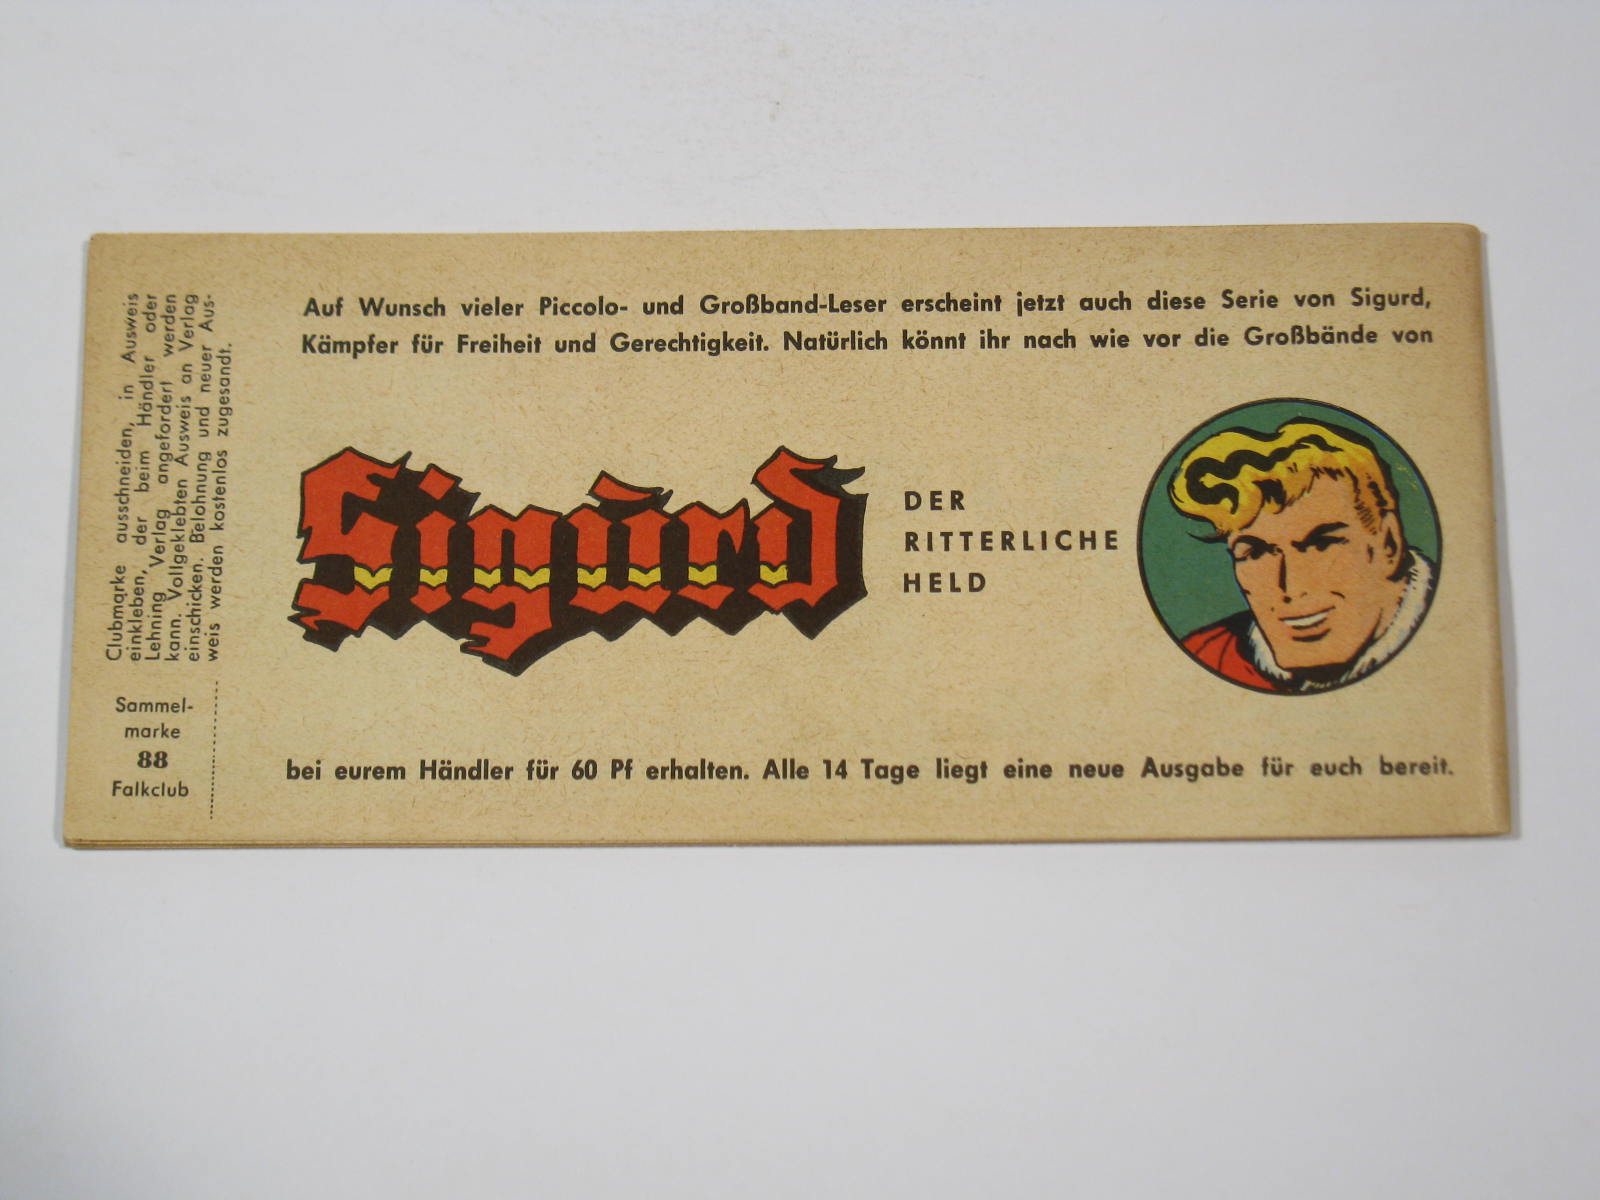 Auf Wunsch vieler Piccolo- und Großband-Leser erscheint jetzt auch diese Serie von Sigurd,
Kämpfer für Freiheit und Gerechtigkeit. Natürlich könnt ihr nach wie vor die Großbände von
Sigurd
DER
RITTERLICHE
HELD
bei eurem Händler für 60 Pf erhalten. Alle 14 Tage liegt eine neue Ausgabe für euch bereit.
Clubmarke ausschneiden, in Ausweis
einkleben, der beim Händler oder
Lehning Verlag angefordert werden
kann. Vollgeklebten Ausweis an Verlag
einschicken. Belohnung und neuer Aus-
weis werden kostenlos zugesandt.
Sammel-
marke
88
Falkclub